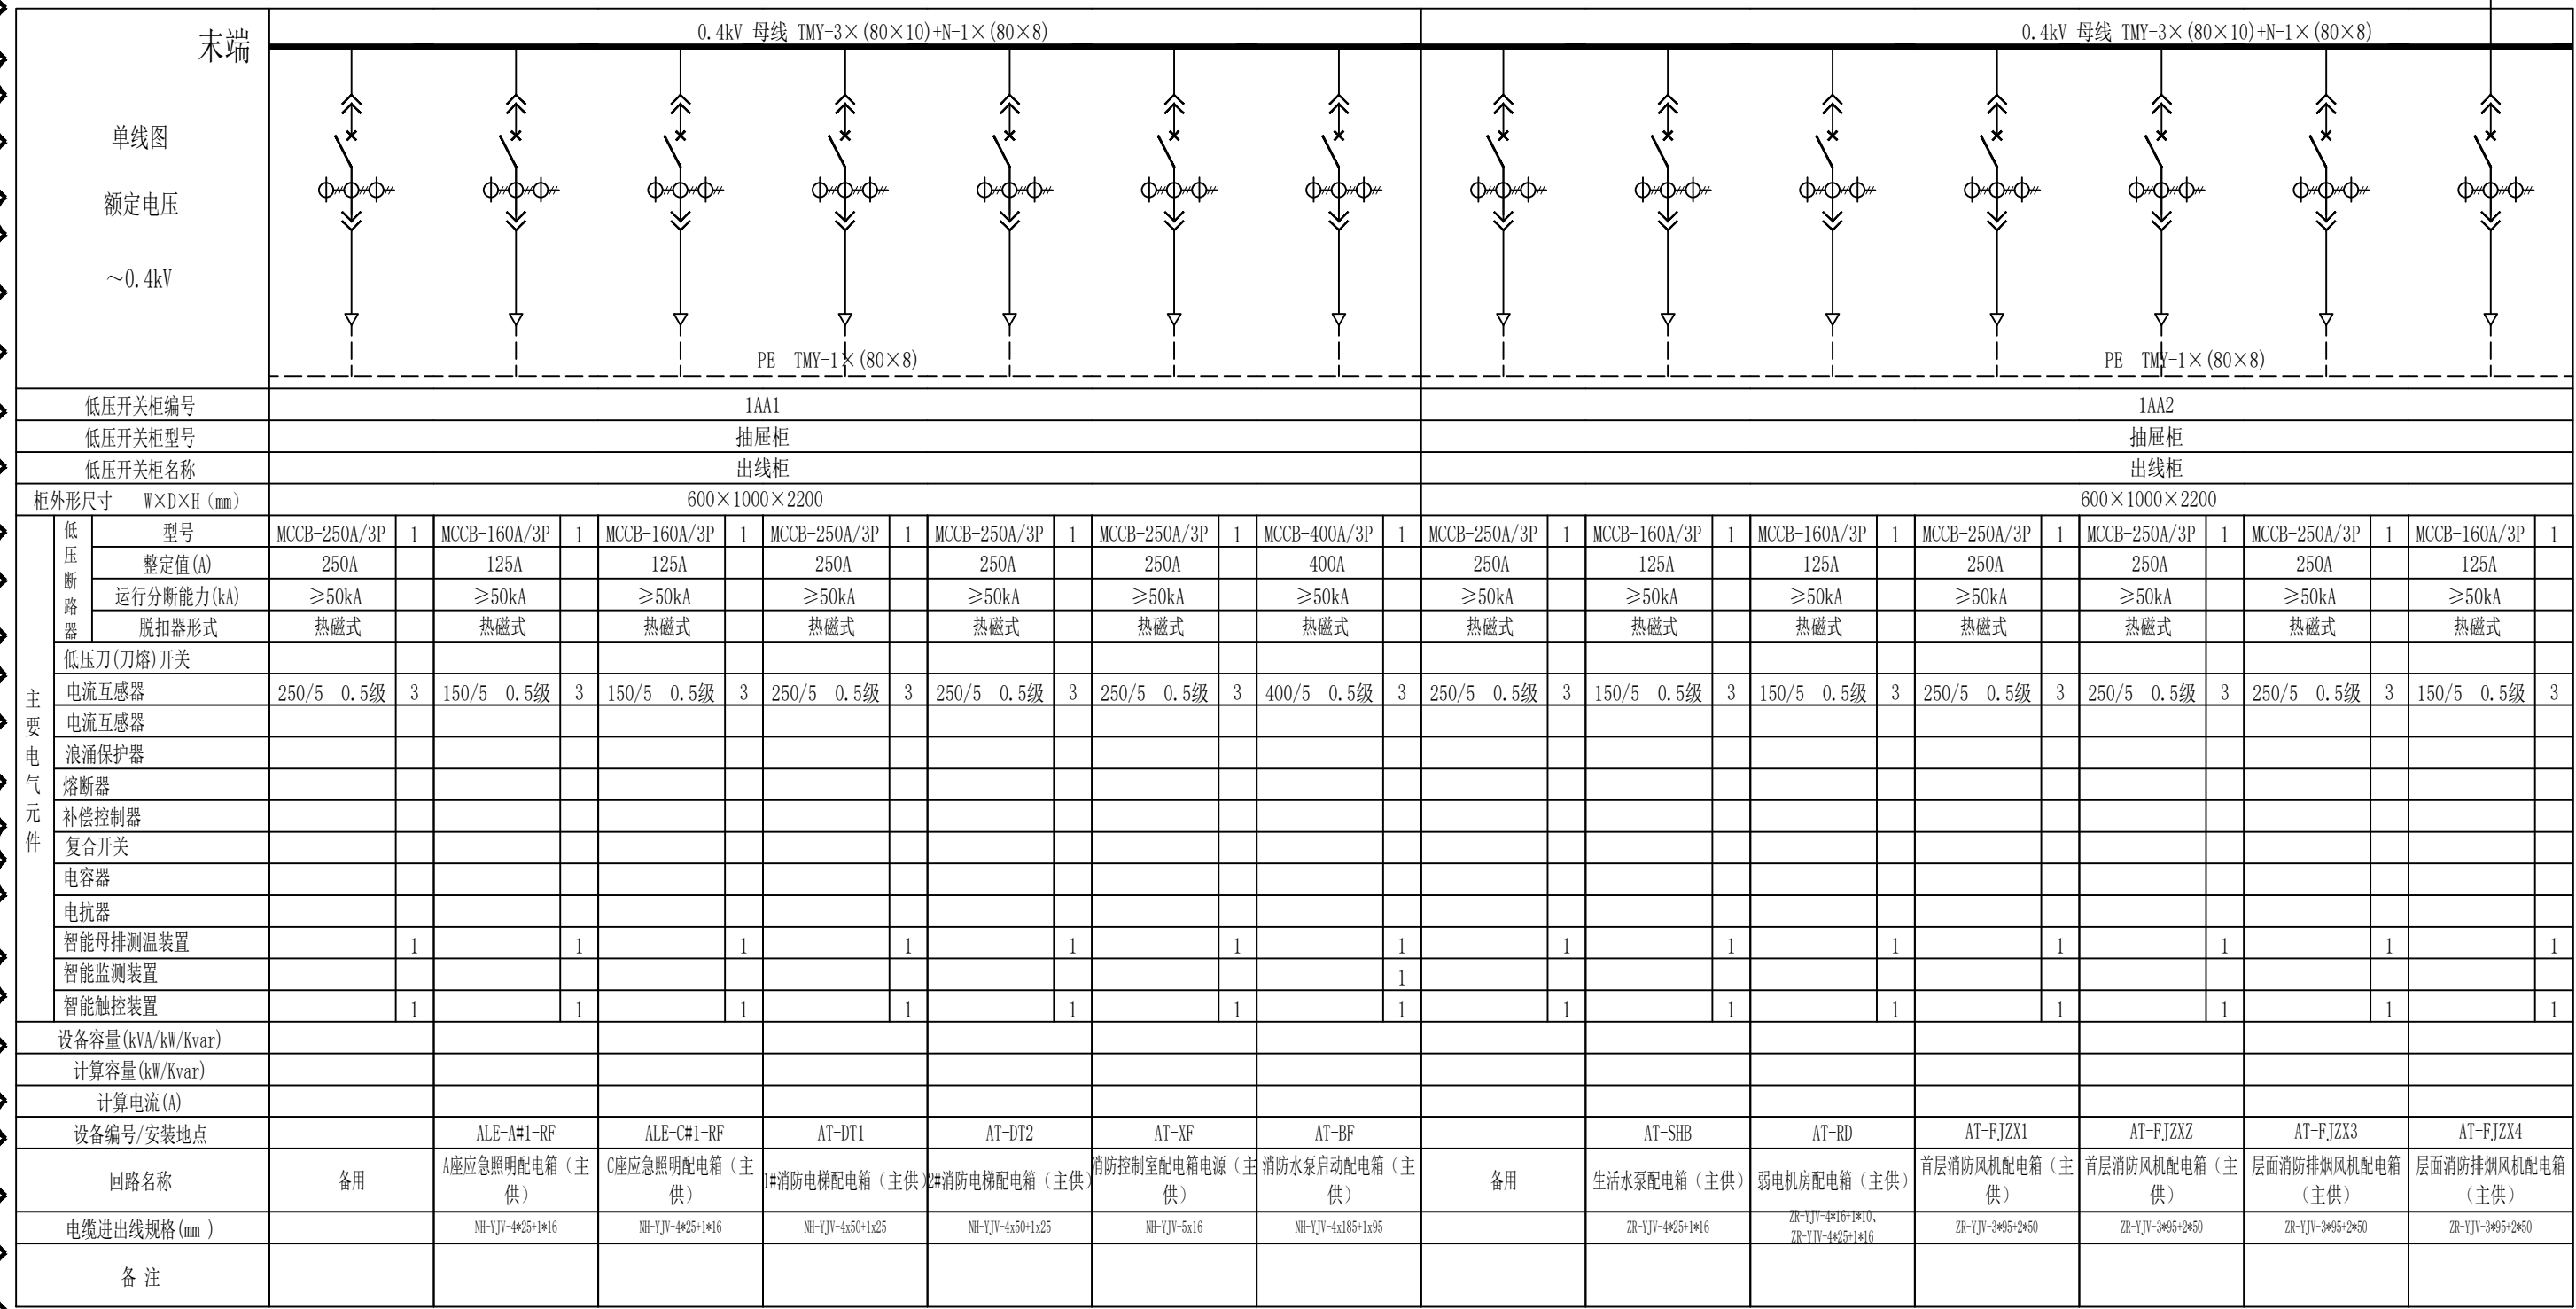 末端
0.4kV 母线 TMY-3×(80×10)+N-1×(80×8)
0.4kV 母线 TMY-3×(80×10)+N-1×(80×8)
单线图
额定电压
～0.4kV
PE TMY-1×(80×8)
PE TMY-1×(80×8)
低压开关柜编号 1AA1 1AA2
低压开关柜型号 抽屉柜 抽屉柜
低压开关柜名称 出线柜 出线柜
柜外形尺寸 W×D×H（mm） 600×1000×2200 600×1000×2200
主要电气元件
低压断路器
型号 MCCB-250A/3P 1 MCCB-160A/3P 1 MCCB-160A/3P 1 MCCB-250A/3P 1 MCCB-250A/3P 1 MCCB-250A/3P 1 MCCB-400A/3P 1 MCCB-250A/3P 1 MCCB-160A/3P 1 MCCB-160A/3P 1 MCCB-250A/3P 1 MCCB-250A/3P 1 MCCB-250A/3P 1 MCCB-160A/3P 1
整定值(A) 250A 125A 125A 250A 250A 250A 400A 250A 125A 125A 250A 250A 250A 125A
运行分断能力(kA) ≥50kA ≥50kA ≥50kA ≥50kA ≥50kA ≥50kA ≥50kA ≥50kA ≥50kA ≥50kA ≥50kA ≥50kA ≥50kA ≥50kA
脱扣器形式 热磁式 热磁式 热磁式 热磁式 热磁式 热磁式 热磁式 热磁式 热磁式 热磁式 热磁式 热磁式 热磁式 热磁式
低压刀(刀熔)开关
电流互感器 250/5 0.5级 3 150/5 0.5级 3 150/5 0.5级 3 250/5 0.5级 3 250/5 0.5级 3 250/5 0.5级 3 400/5 0.5级 3 250/5 0.5级 3 150/5 0.5级 3 150/5 0.5级 3 250/5 0.5级 3 250/5 0.5级 3 250/5 0.5级 3 150/5 0.5级 3
电流互感器
浪涌保护器
熔断器
补偿控制器
复合开关
电容器
电抗器
智能母排测温装置 1 1 1 1 1 1 1 1 1 1 1 1 1 1
智能监测装置 1
智能触控装置 1 1 1 1 1 1 1 1 1 1 1 1 1 1
设备容量(kVA/kW/Kvar)
计算容量(kW/Kvar)
计算电流(A)
设备编号/安装地点 ALE-A#1-RF ALE-C#1-RF AT-DT1 AT-DT2 AT-XF AT-BF AT-SHB AT-RD AT-FJZX1 AT-FJZXZ AT-FJZX3 AT-FJZX4
回路名称 备用 A座应急照明配电箱（主供） C座应急照明配电箱（主供） 1#消防电梯配电箱（主供） 2#消防电梯配电箱（主供） 消防控制室配电箱电源（主供） 消防水泵启动配电箱（主供） 备用 生活水泵配电箱（主供） 弱电机房配电箱（主供） 首层消防风机配电箱（主供） 首层消防风机配电箱（主供） 层面消防排烟风机配电箱（主供） 层面消防排烟风机配电箱（主供）
电缆进出线规格(mm ) NH-YJV-4*25+1*16 NH-YJV-4*25+1*16 NH-YJV-4x50+1x25 NH-YJV-4x50+1x25 NH-YJV-5x16 NH-YJV-4x185+1x95 ZR-YJV-4*25+1*16 ZR-YJV-4*16+1*10、ZR-YJV-4*25+1*16 ZR-YJV-3*95+2*50 ZR-YJV-3*95+2*50 ZR-YJV-3*95+2*50 ZR-YJV-3*95+2*50
备 注